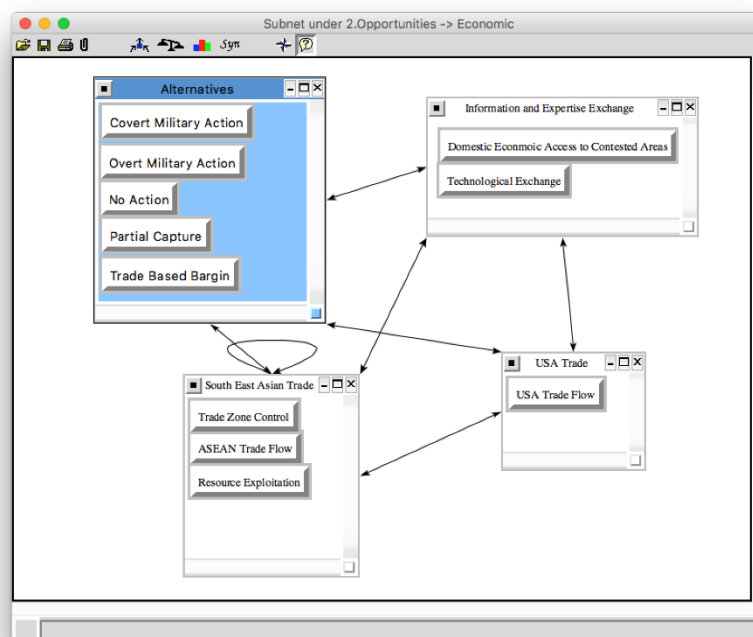 Subnet under 2.Opportunities -> Economic
Syn
Alternatives
Covert Military Action
Overt Military Action
No Action
Partial Capture
Trade Based Bargin
Information and Expertise Exchange
Domestic Econmoic Access to Contested Areas
Technological Exchange
South East Asian Trade
Trade Zone Control
ASEAN Trade Flow
Resource Exploitation
USA Trade
USA Trade Flow